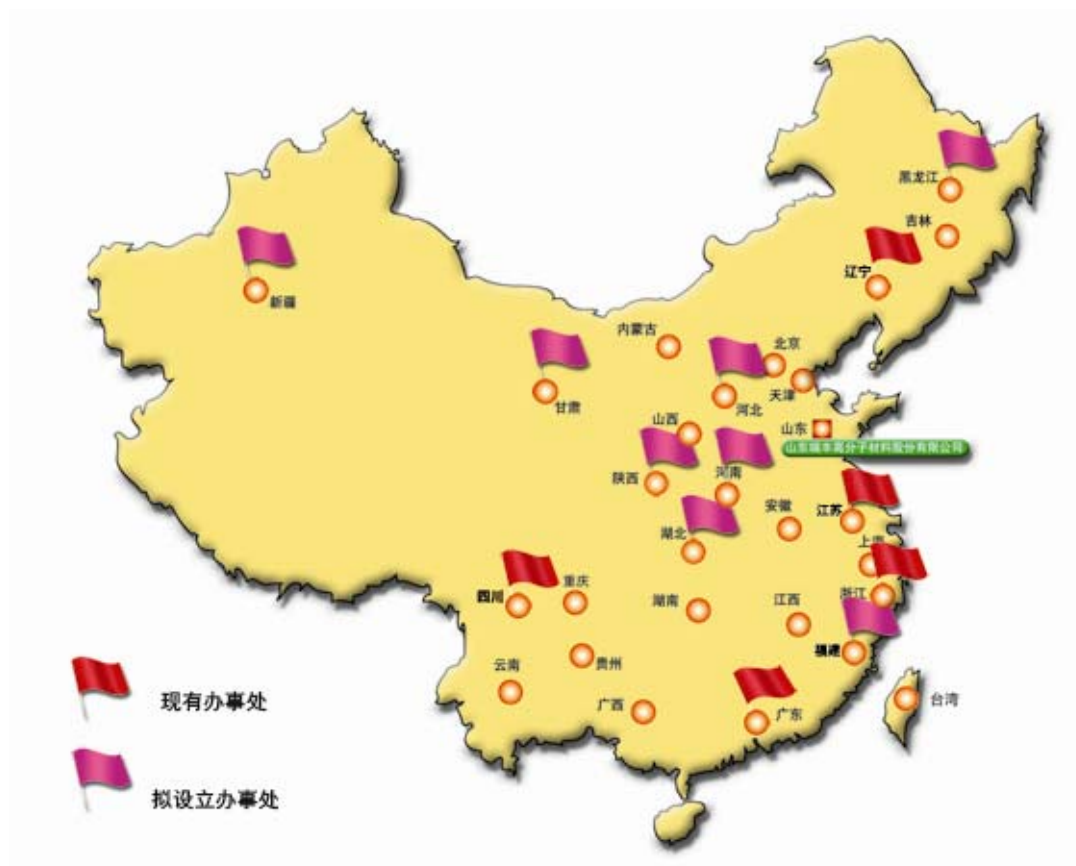 黑龙江
吉林
辽宁
新疆
内蒙古
北京
天津
甘肃
河北
山西
山东
山东瑞丰高分子材料股份有限公司
陕西
河南
江苏
安徽
湖北
上海
四川
重庆
浙江
湖南
江西
福建
云南
贵州
广西
广东
台湾
现有办事处
拟设立办事处